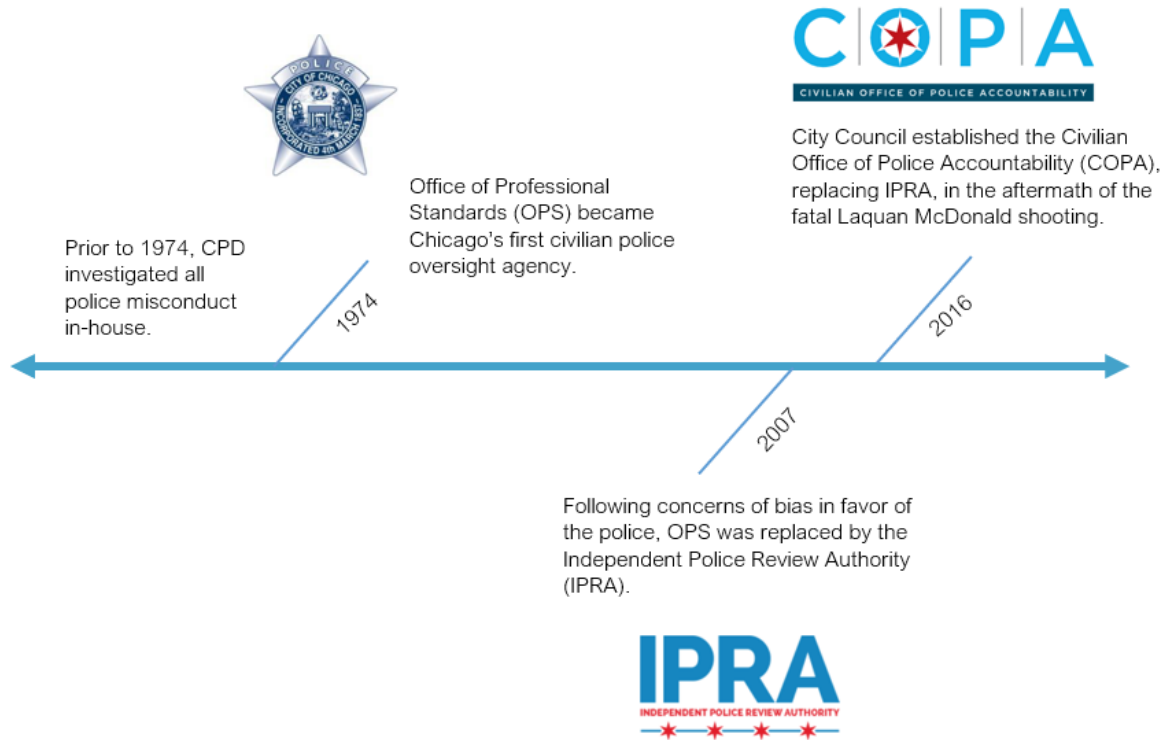 POLICE
CITY OF CHICAGO
INCORPORATED 4th MARCH 1837
Prior to 1974, CPD
investigated all
police misconduct
in-house.
1974
Office of Professional
Standards (OPS) became
Chicago's first civilian police
oversight agency.
COPA
CIVILIAN OFFICE OF POLICE ACCOUNTABILITY
City Council established the Civilian
Office of Police Accountability (COPA),
replacing IPRA, in the aftermath of the
fatal Laquan McDonald shooting.
2016
2007
Following concerns of bias in favor of
the police, OPS was replaced by the
Independent Police Review Authority
(IPRA).
IPRA
INDEPENDENT POLICE REVIEW AUTHORITY